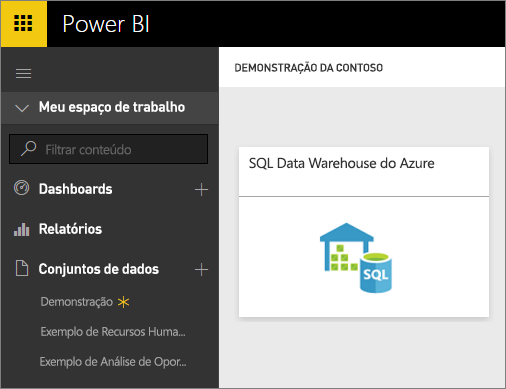 Power BI
DEMONSTRAÇÃO DA CONTOSO
Meu espaço de trabalho
Filtrar conteúdo
Dashboards
Relatórios
Conjuntos de dados
Demonstração
Exemplo de Recursos Huma...
Exemplo de Análise de Opor...
SQL Data Warehouse do Azure
SQL